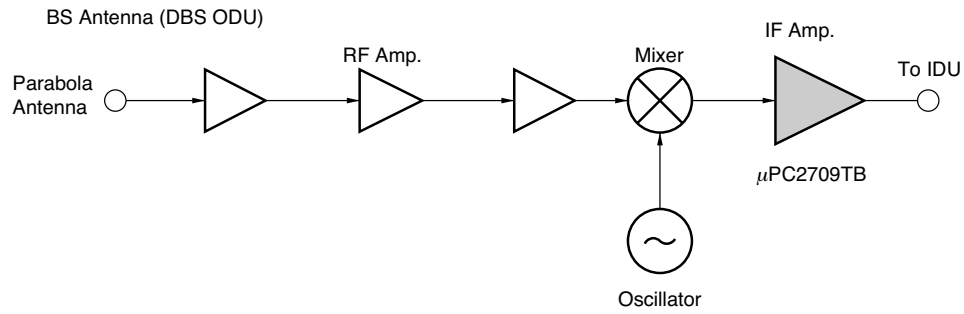 BS Antenna (DBS ODU)
IF Amp.
RF Amp.
Mixer
To IDU
Parabola
Antenna
μPC2709TB
Oscillator